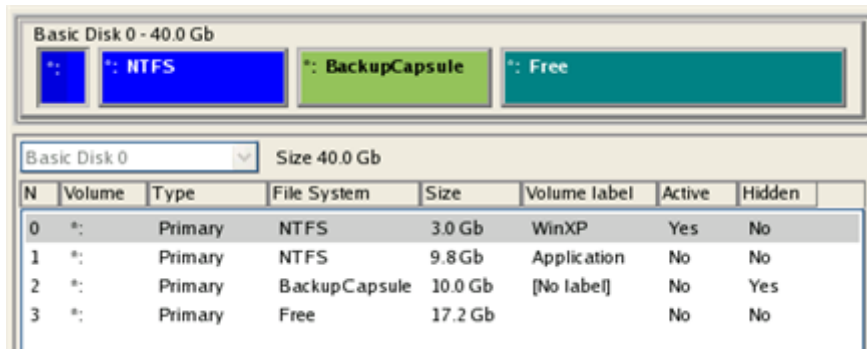 Basic Disk 0 - 40.0 Gb
*: *: NTFS *: BackupCapsule *: Free
Basic Disk 0 Size 40.0 Gb
N Volume Type File System Size Volume label Active Hidden
0 *: Primary NTFS 3.0 Gb WinXP Yes No
1 *: Primary NTFS 9.8 Gb Application No No
2 *: Primary BackupCapsule 10.0 Gb [No label] No Yes
3 *: Primary Free 17.2 Gb No No